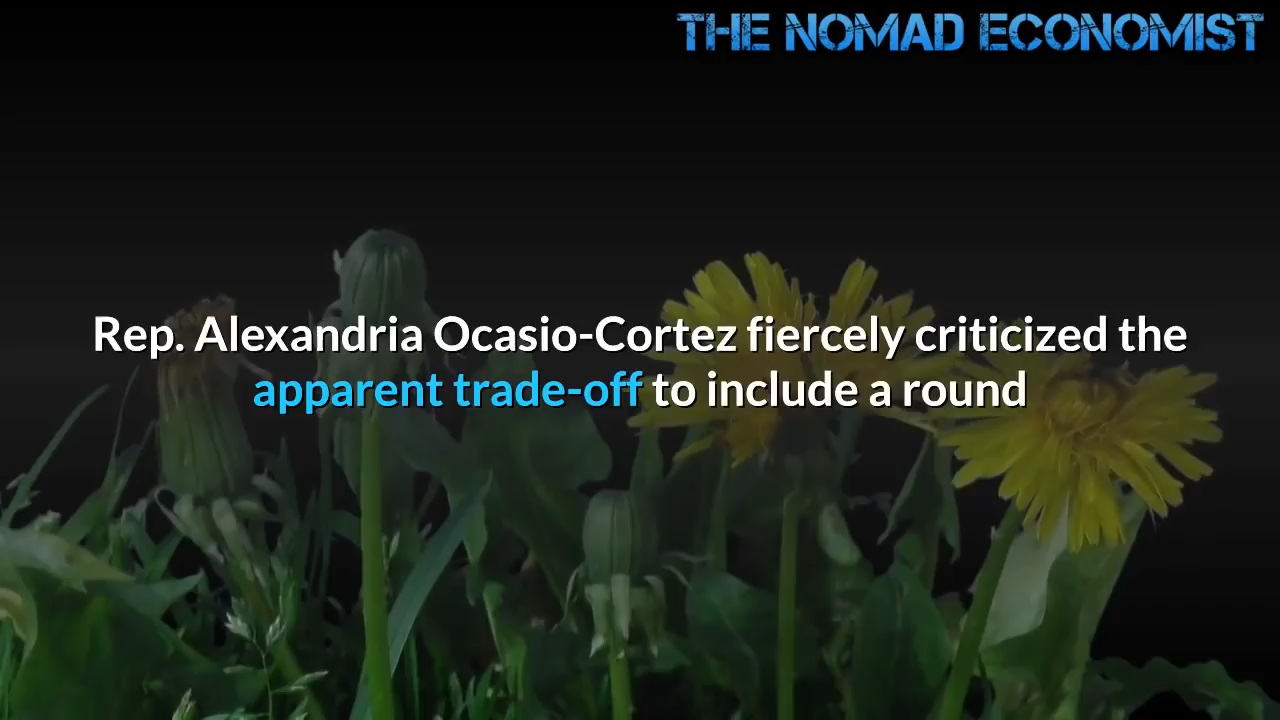 THE NOMAD ECONOMIST
Rep. Alexandria Ocasio-Cortez fiercely criticized the
apparent trade-off to include a round